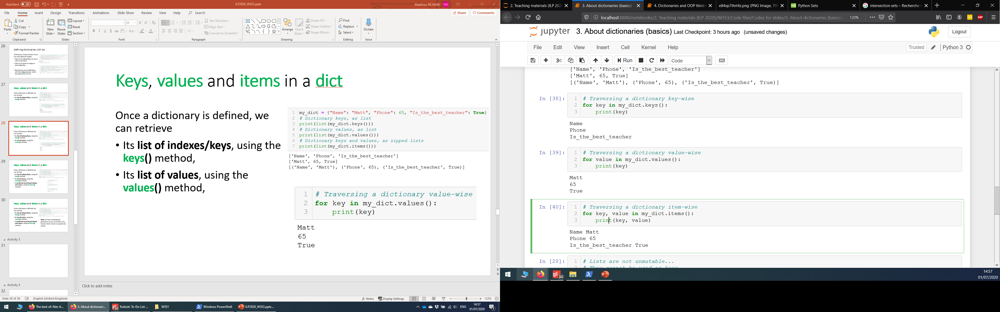 AutoSave Off
ILP2020_W3S3.pptx
Matthieu DE MARI MD
File Home Insert Design Transitions Animations Slide Show Review View Help Search
Share Comments
Paste
Cut
Copy
Format Painter
Clipboard
New Slide
Reuse Slides
Layout
Reset
Section
Slides
28
Font
Text Direction
Align Text
Convert to SmartArt
Paragraph
Arrange
Quick Styles
Shape Fill
Shape Outline
Shape Effects
Drawing
Find
Replace
Select
Editing
Dictate
Voice
26
Defining dictionaries with zip
27
Keys, values and items in a dict
28
Keys, values and items in a dict
29
Keys, values and items in a dict
30
Keys, values and items in a dict
Activity 3
31
Activity 4
32
Keys, values and items in a dict
Once a dictionary is defined, we
can retrieve
• Its list of indexes/keys, using the
keys() method,
• Its list of values, using the
values() method,
1 my_dict = {"Name": "Matt", "Phone": 65, "Is_the_best_teacher": True}
2 # Dictionary keys, as list
3 print(list(my_dict.keys()))
4 # Dictionary values, as list
5 print(list(my_dict.values()))
6 # Dictionary keys and values, as zipped lists
7 print(list(my_dict.items()))
['Name', 'Phone', 'Is_the_best_teacher']
['Matt', 65, True]
[('Name', 'Matt'), ('Phone', 65), ('Is_the_best_teacher', True)]
1 # Traversing a dictionary value-wise
2 for key in my_dict.values():
3 print(key)
Matt
65
True
Click to add notes
Slide 28 of 36 English (United Kingdom)
Notes Display Settings 122%
The best of: Nier A...
3. About dictionari...
Todoist: To-Do List ...
W3S1
Windows PowerShell
ILP2020_W3S3.pptx...
ENG
14:57
01/07/2020
2. Teaching materials (ILP 202
3. About dictionaries (basics)
4. Dictionaries and OOP thinki
e84xp7thrt4z.png (PNG Image, 799
Python Sets
intersection sets – Recherche G
localhost:8888/notebooks/2. Teaching materials (ILP 2020)/W3S3/Code files/Codes for slides/3. About dictionaries (basics).
120%
ABP
jupyter 3. About dictionaries (basics) Last Checkpoint: 3 hours ago (unsaved changes)
Logout
File Edit View Insert Cell Kernel Help
Trusted Python 3
Run Code
['Name', 'Phone', 'Is_the_best_teacher']
['Matt', 65, True]
[('Name', 'Matt'), ('Phone', 65), ('Is_the_best_teacher', True)]
In [38]: 1 # Traversing a dictionary key-wise
2 for key in my_dict.keys():
3 print(key)
Name
Phone
Is_the_best_teacher
In [39]: 1 # Traversing a dictionary value-wise
2 for value in my_dict.values():
3 print(key)
Matt
65
True
In [40]: 1 # Traversing a dictionary item-wise
2 for key, value in my_dict.items():
3 print(key, value)
Name Matt
Phone 65
Is_the_best_teacher True
In [28]: 1 # Lists are not unmutable...
2 # They cannot be used as keys
30
14:57
01/07/2020